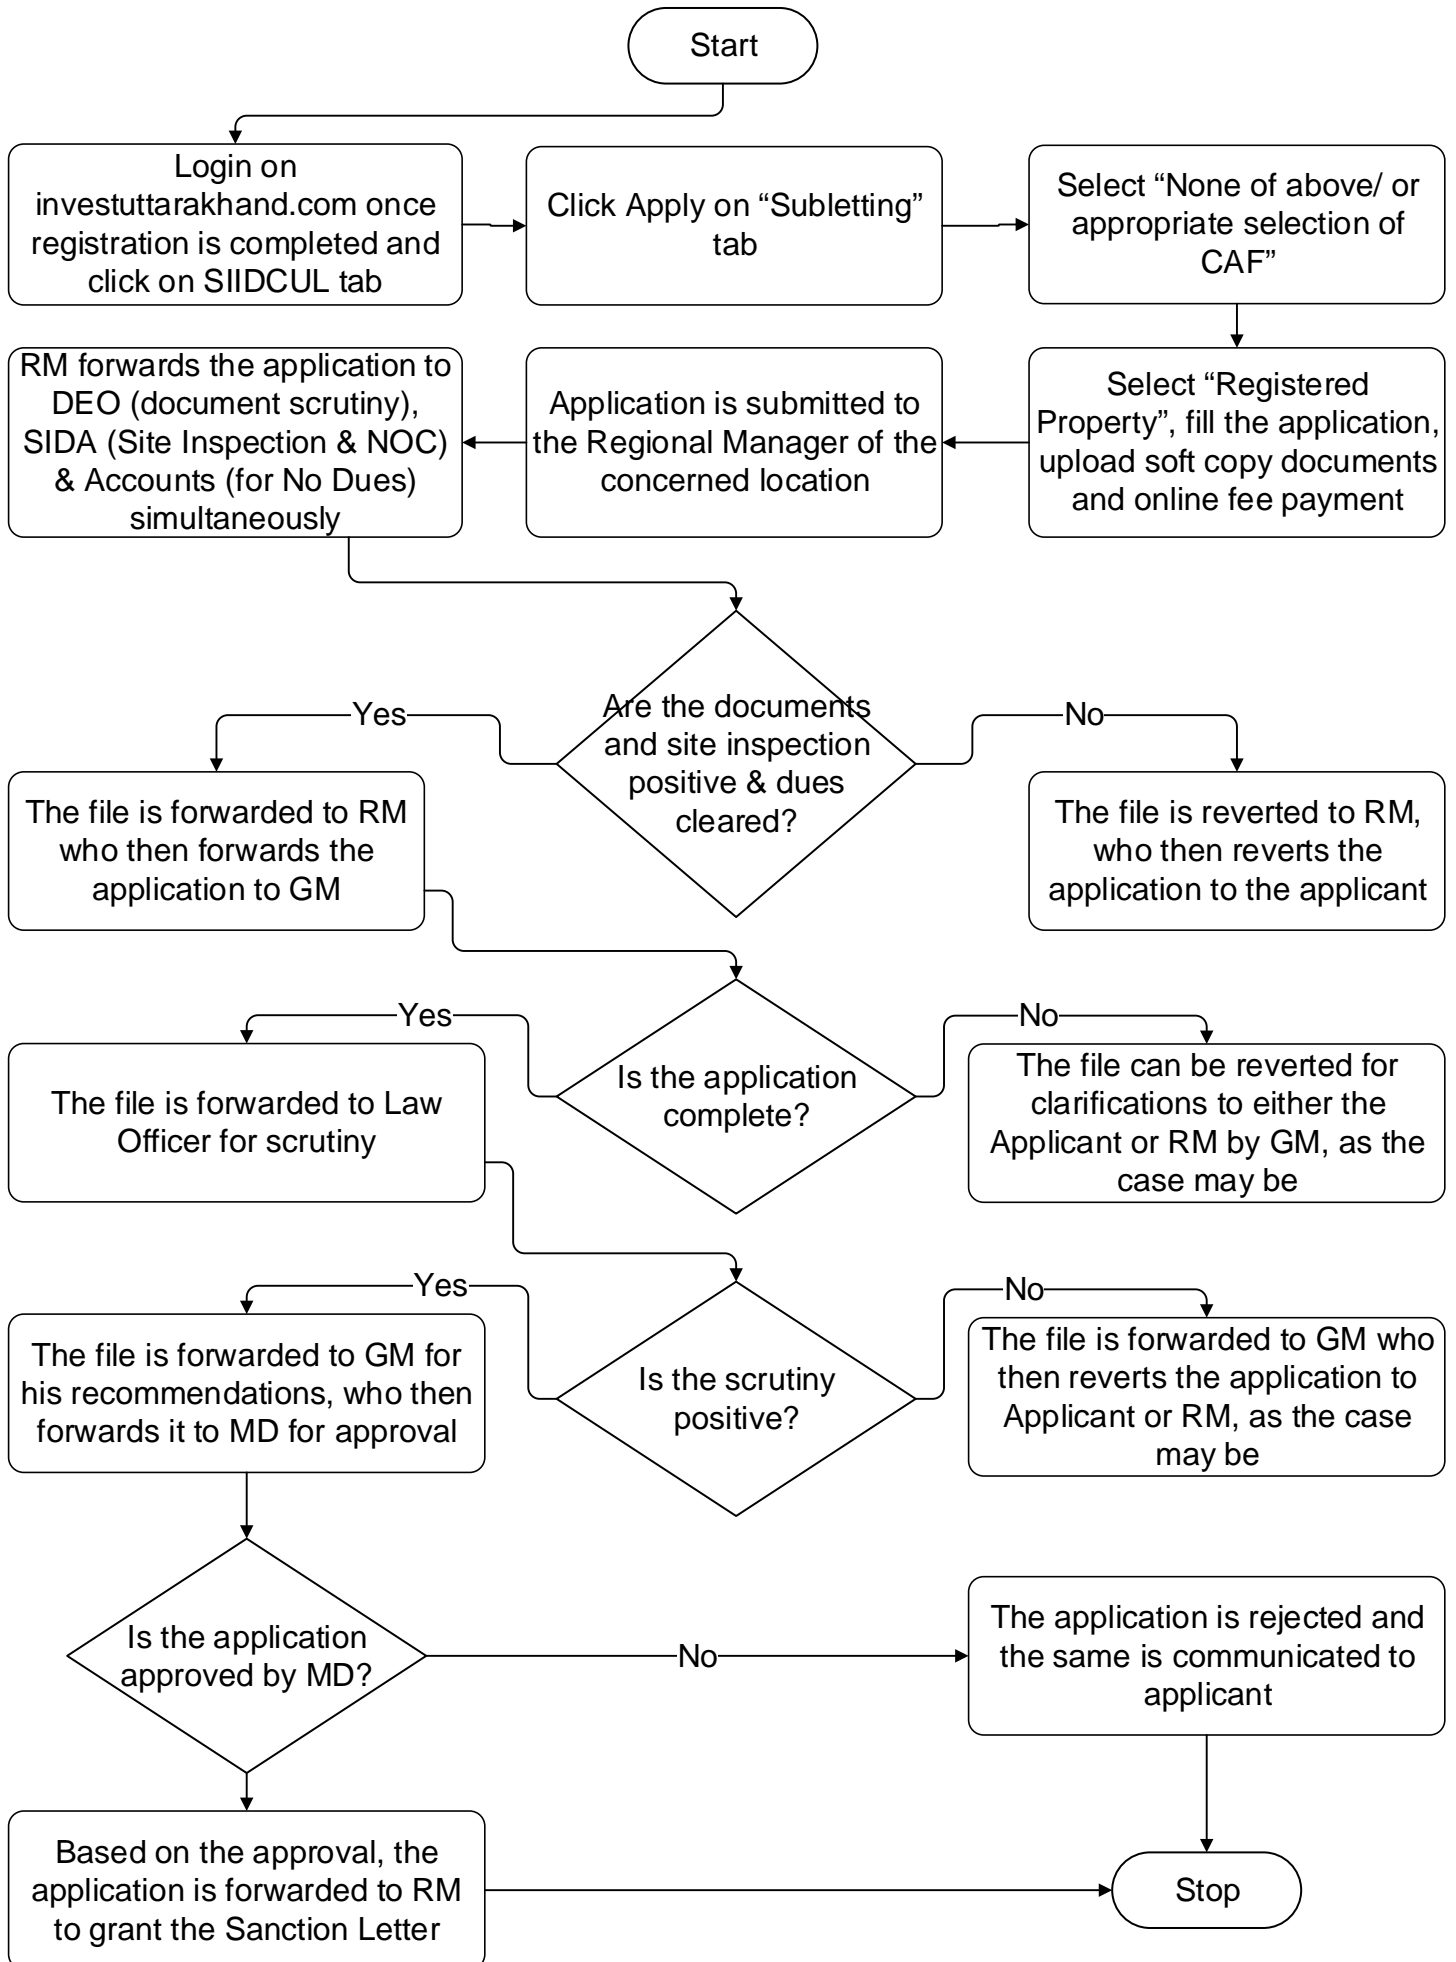 Start
Login on
investuttarakhand.com once
registration is completed and
click on SIIDCUL tab
Click Apply on “Subletting”
tab
Select “None of above/ or
appropriate selection of
CAF”
RM forwards the application to
DEO (document scrutiny),
SIDA (Site Inspection & NOC)
& Accounts (for No Dues)
simultaneously
Application is submitted to
the Regional Manager of the
concerned location
Select “Registered
Property”, fill the application,
upload soft copy documents
and online fee payment
Are the documents
and site inspection
positive & dues
cleared?
Yes
No
The file is forwarded to RM
who then forwards the
application to GM
The file is reverted to RM,
who then reverts the
application to the applicant
Is the application
complete?
Yes
No
The file is forwarded to Law
Officer for scrutiny
The file can be reverted for
clarifications to either the
Applicant or RM by GM, as the
case may be
Is the scrutiny
positive?
Yes
No
The file is forwarded to GM for
his recommendations, who then
forwards it to MD for approval
The file is forwarded to GM who
then reverts the application to
Applicant or RM, as the case
may be
Is the application
approved by MD?
No
The application is rejected and
the same is communicated to
applicant
Based on the approval, the
application is forwarded to RM
to grant the Sanction Letter
Stop